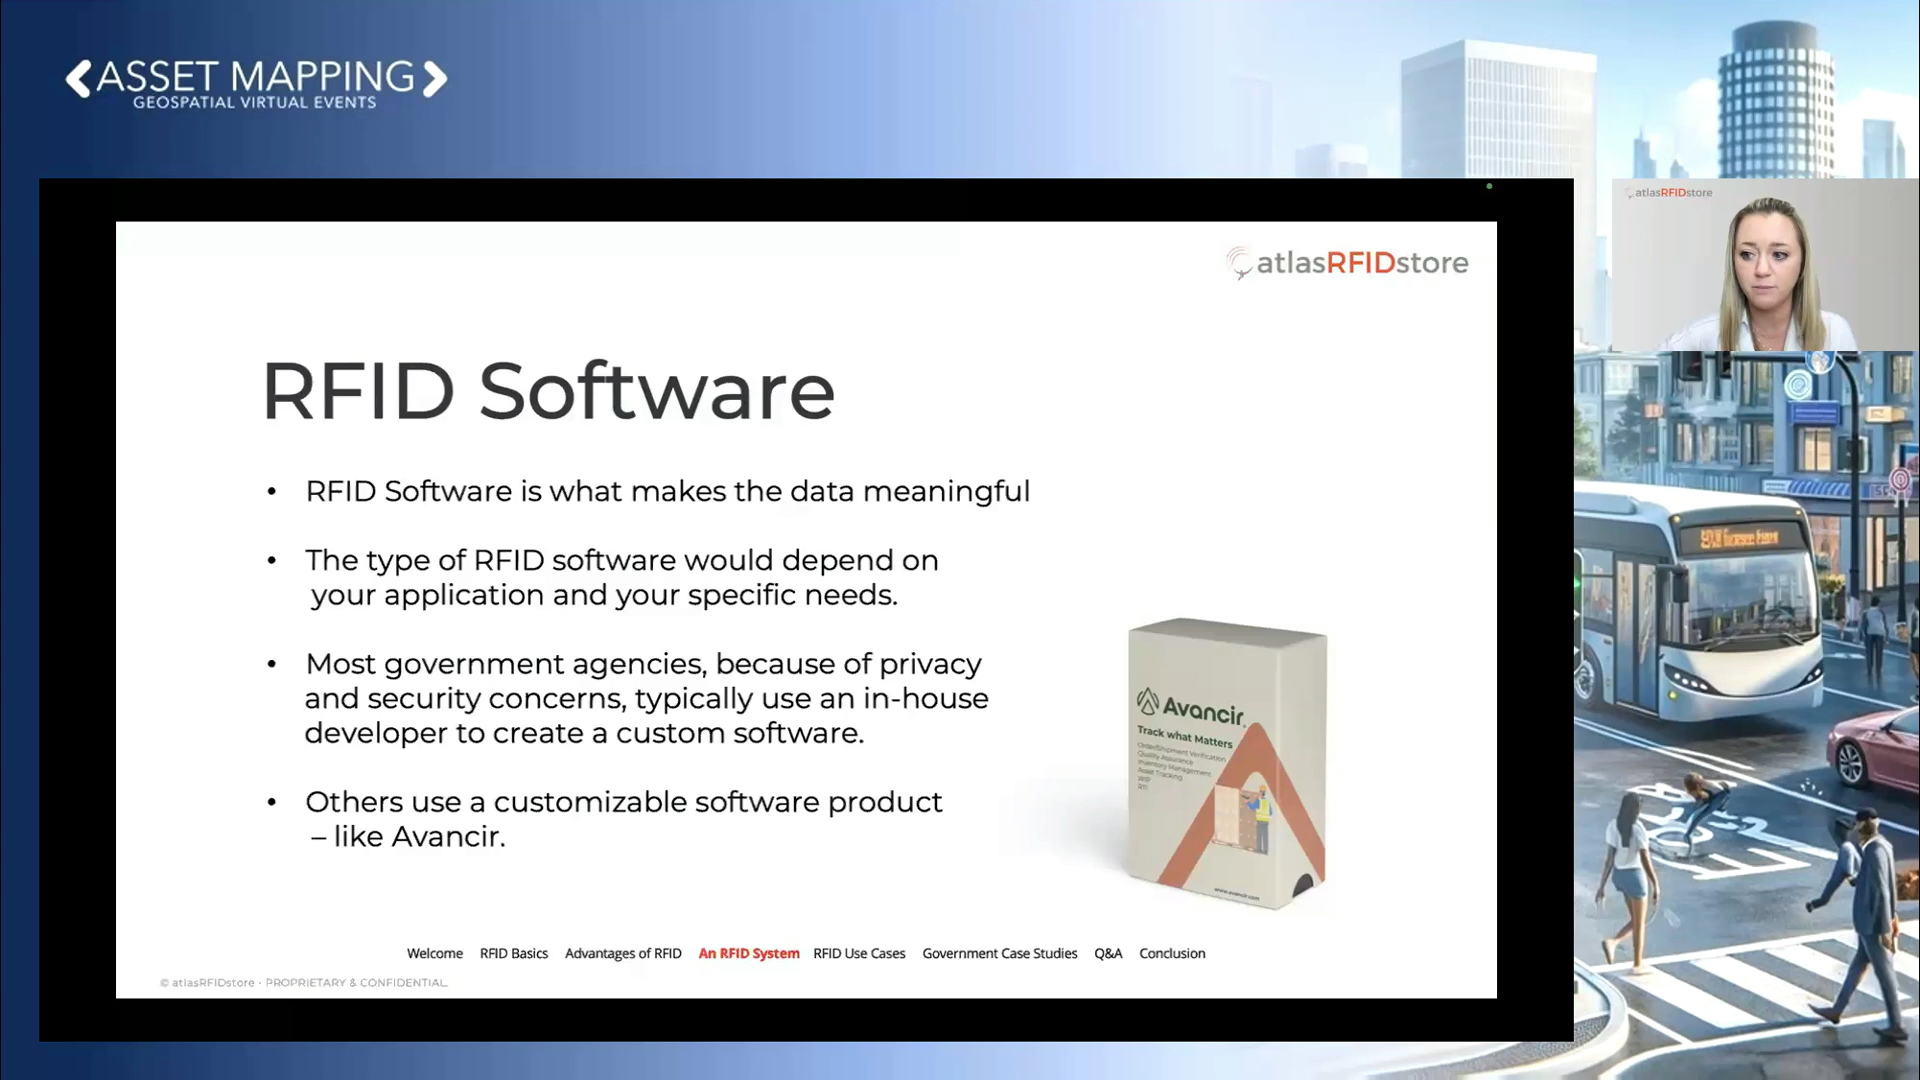 ASSET MAPPING
GEOSPATIAL VIRTUAL EVENTS
atlasRFIDstore
atlasRFIDstore
RFID Software
• RFID Software is what makes the data meaningful
• The type of RFID software would depend on
your application and your specific needs.
• Most government agencies, because of privacy
and security concerns, typically use an in-house
developer to create a custom software.
• Others use a customizable software product
– like Avancir.
Avancir
Track what Matters
Order/Shipment Verification
Quality Assurance
Inventory Management
Asset Tracking
WIP
RTI
www.avancir.com
Welcome RFID Basics Advantages of RFID An RFID System RFID Use Cases Government Case Studies Q&A Conclusion
© atlasRFIDstore · PROPRIETARY & CONFIDENTIAL